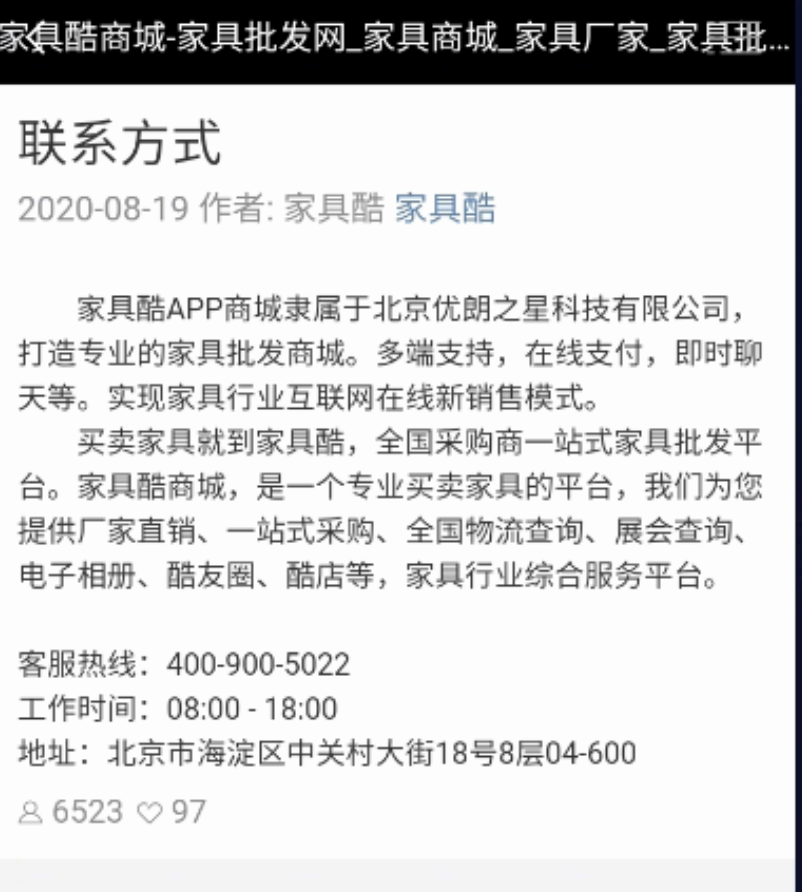 家具酷商城-家具批发网_家具商城_家具厂家_家具批...
联系方式
2020-08-19 作者: 家具酷 家具酷
家具酷APP商城隶属于北京优朗之星科技有限公司，
打造专业的家具批发商城。多端支持，在线支付，即时聊
天等。实现家具行业互联网在线新销售模式。
买卖家具就到家具酷，全国采购商一站式家具批发平
台。家具酷商城，是一个专业买卖家具的平台，我们为您
提供厂家直销、一站式采购、全国物流查询、展会查询、
电子相册、酷友圈、酷店等，家具行业综合服务平台。
客服热线：400-900-5022
工作时间：08:00 - 18:00
地址：北京市海淀区中关村大街18号8层04-600
6523 97